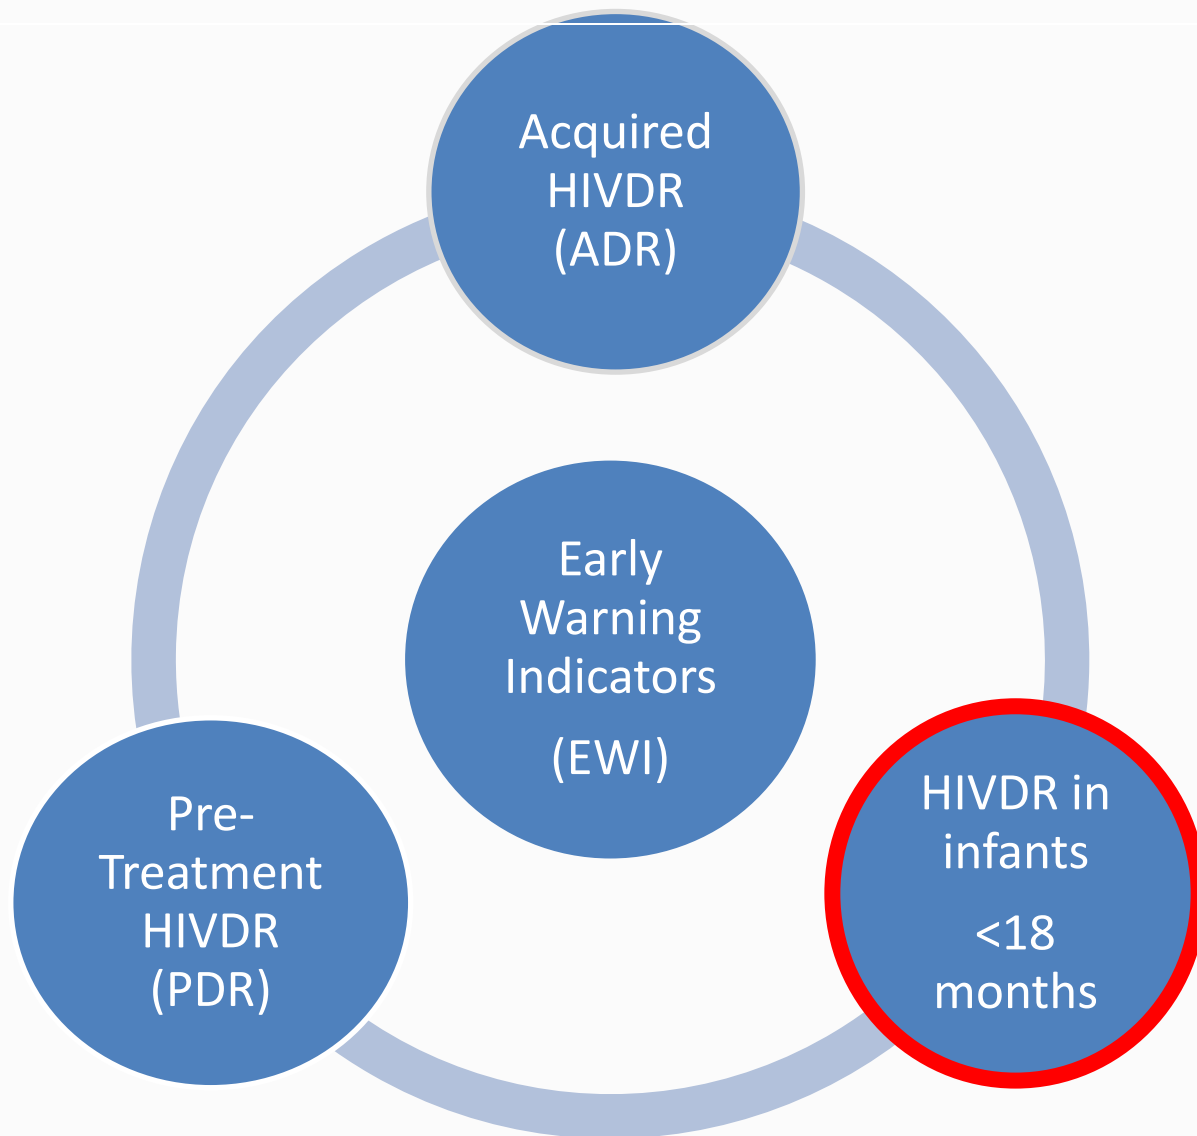 Acquired
HIVDR
(ADR)
Early
Warning
Indicators
(EWI)
Pre-
Treatment
HIVDR
(PDR)
HIVDR in
infants
<18
months